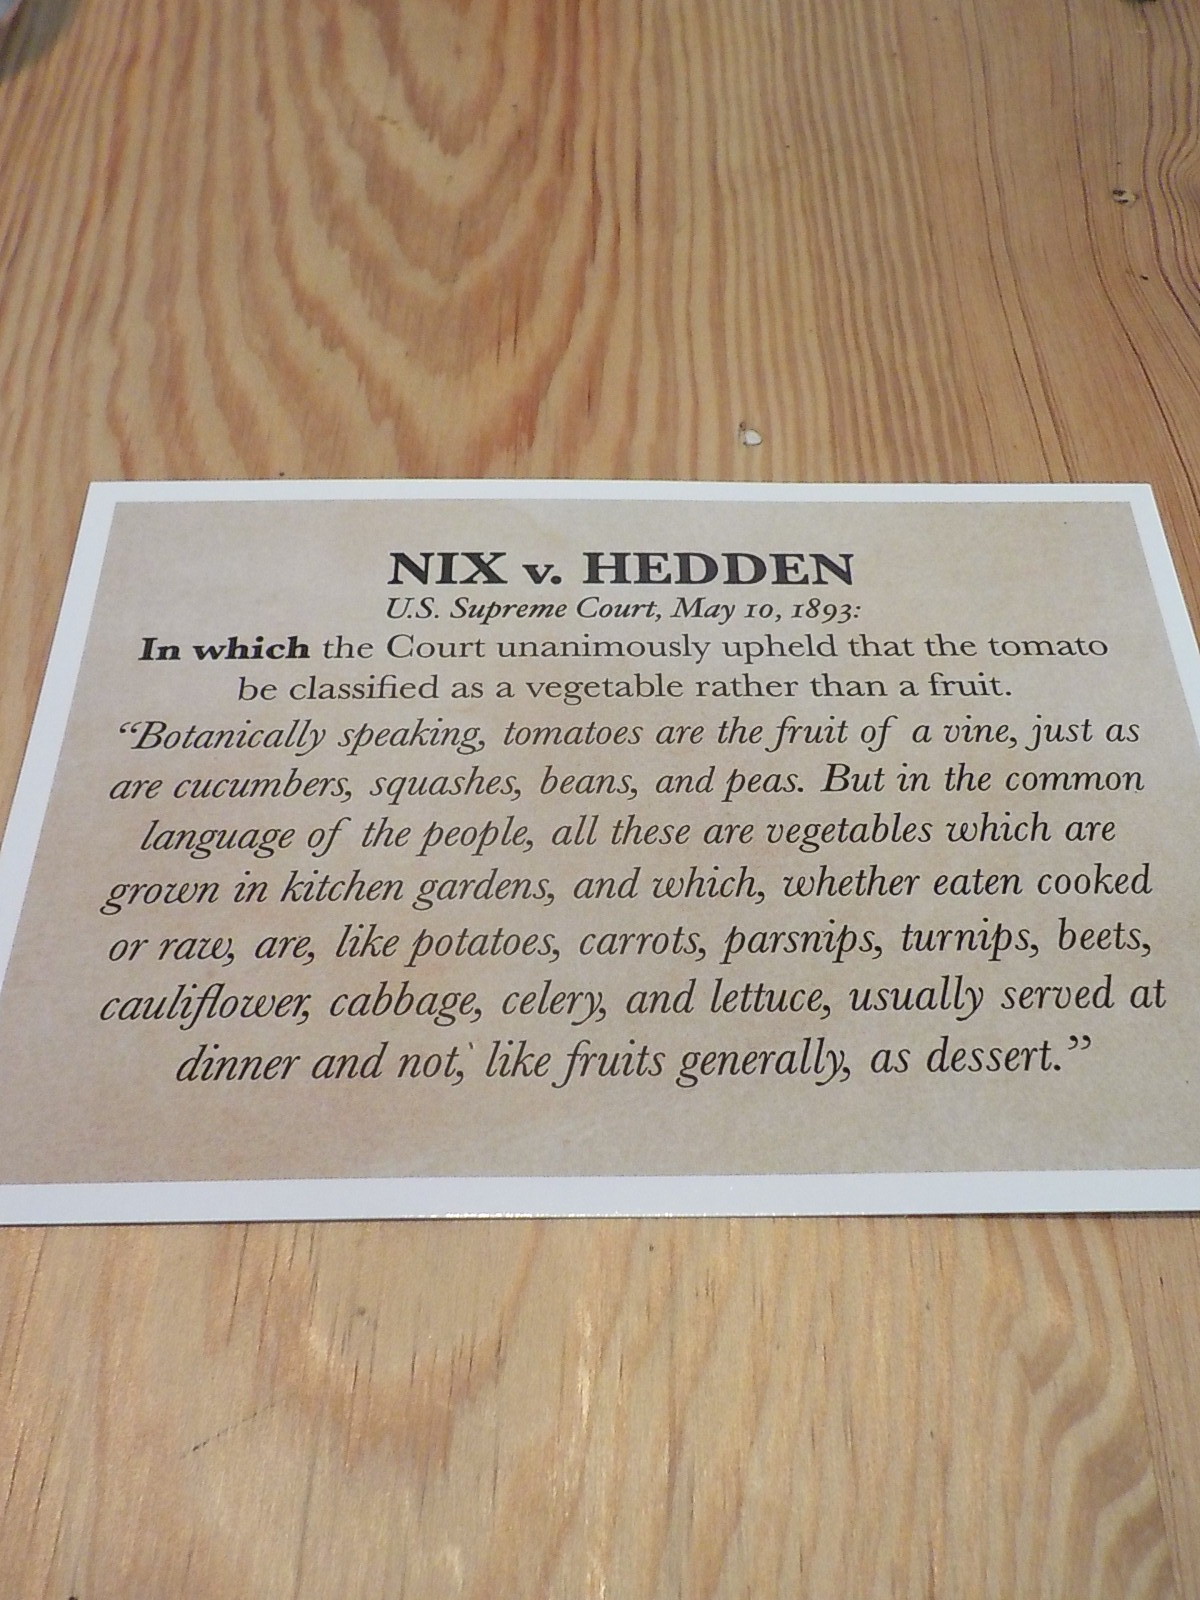 NIX v. HEDDEN
U.S. Supreme Court, May 10, 1893:
In which the Court unanimously upheld that the tomato
be classified as a vegetable rather than a fruit.
“Botanically speaking, tomatoes are the fruit of a vine, just as
are cucumbers, squashes, beans, and peas. But in the common
language of the people, all these are vegetables which are
grown in kitchen gardens, and which, whether eaten cooked
or raw, are, like potatoes, carrots, parsnips, turnips, beets,
cauliflower, cabbage, celery, and lettuce, usually served at
dinner and not, like fruits generally, as dessert.”